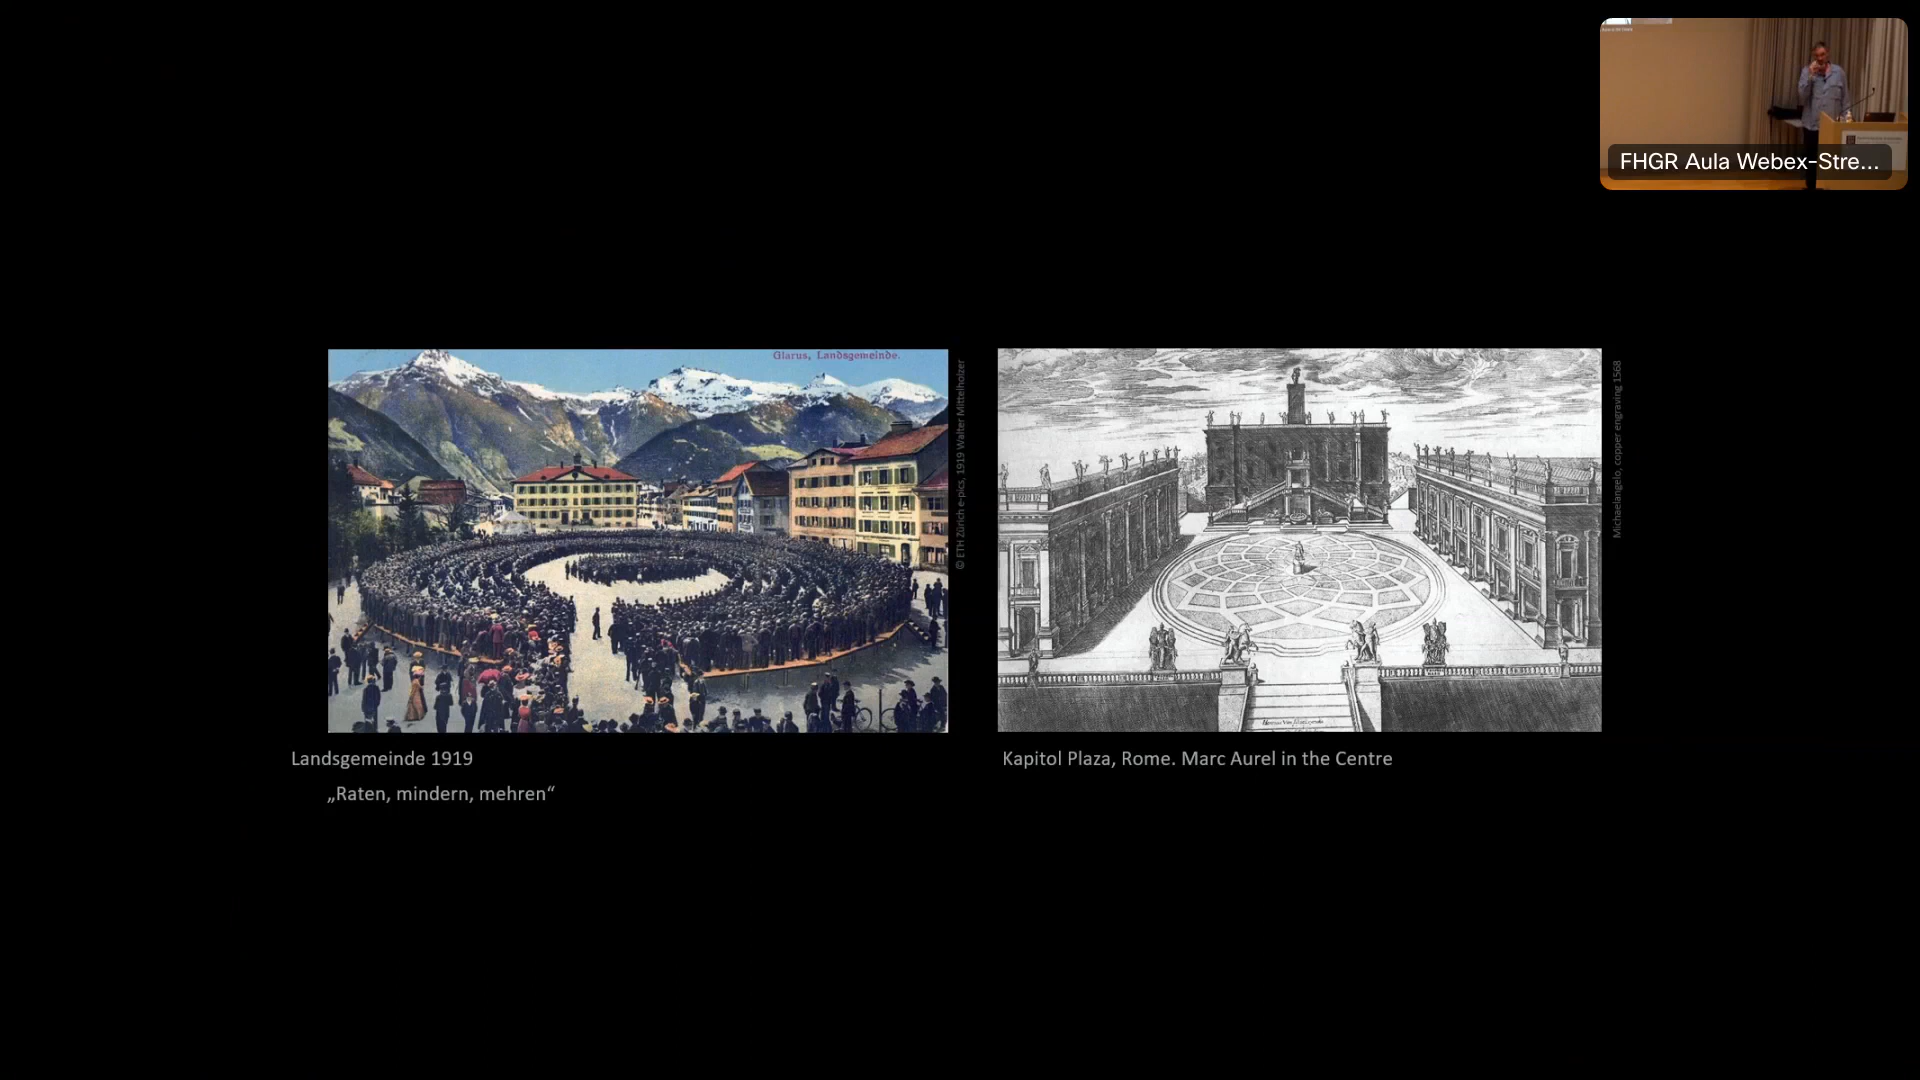 FHGR Aula Webex-Stre...
Glarus, Landsgemeinde.
© ETH Zürich e-pics, 1919 Walter Mittelholzer
Michaelangelo, copper engraving 1568
Landsgemeinde 1919
„Raten, mindern, mehren“
Kapitol Plaza, Rome. Marc Aurel in the Centre